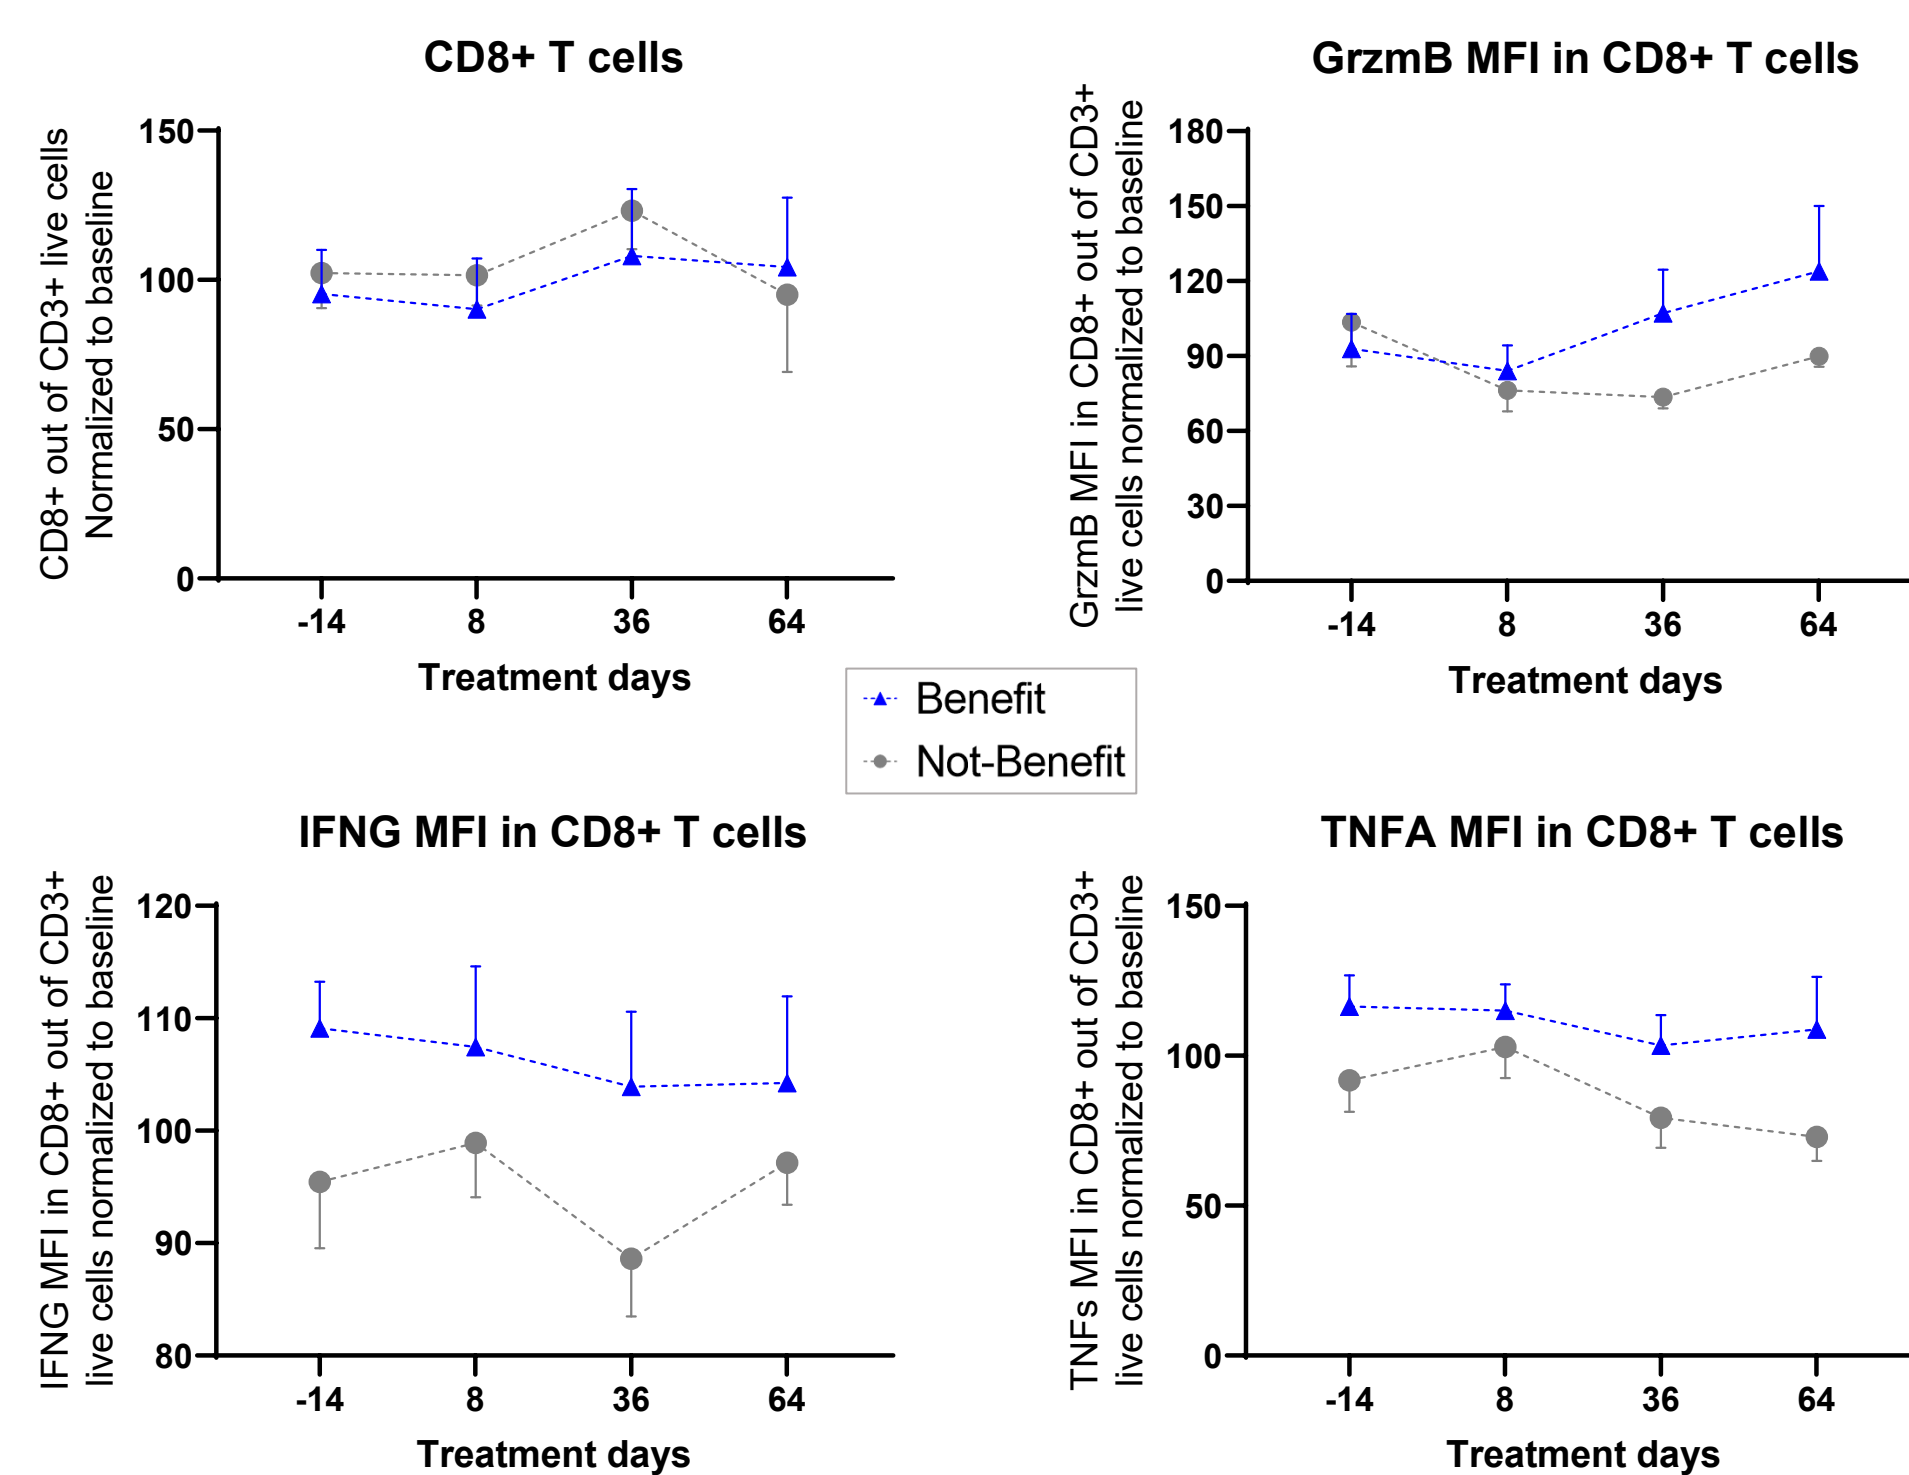 CD8+ T cells
CD8+ out of CD3+ live cells
Normalized to baseline
150
100
50
0
-14 8 36 64
Treatment days
GrzmB MFI in CD8+ T cells
GrzmB MFI in CD8+ out of CD3+
live cells normalized to baseline
180
150
120
90
60
30
0
-14 8 36 64
Treatment days
Benefit
Not-Benefit
IFNG MFI in CD8+ T cells
IFNG MFI in CD8+ out of CD3+
live cells normalized to baseline
120
110
100
90
80
-14 8 36 64
Treatment days
TNFA MFI in CD8+ T cells
TNFs MFI in CD8+ out of CD3+
live cells normalized to baseline
150
100
50
0
-14 8 36 64
Treatment days